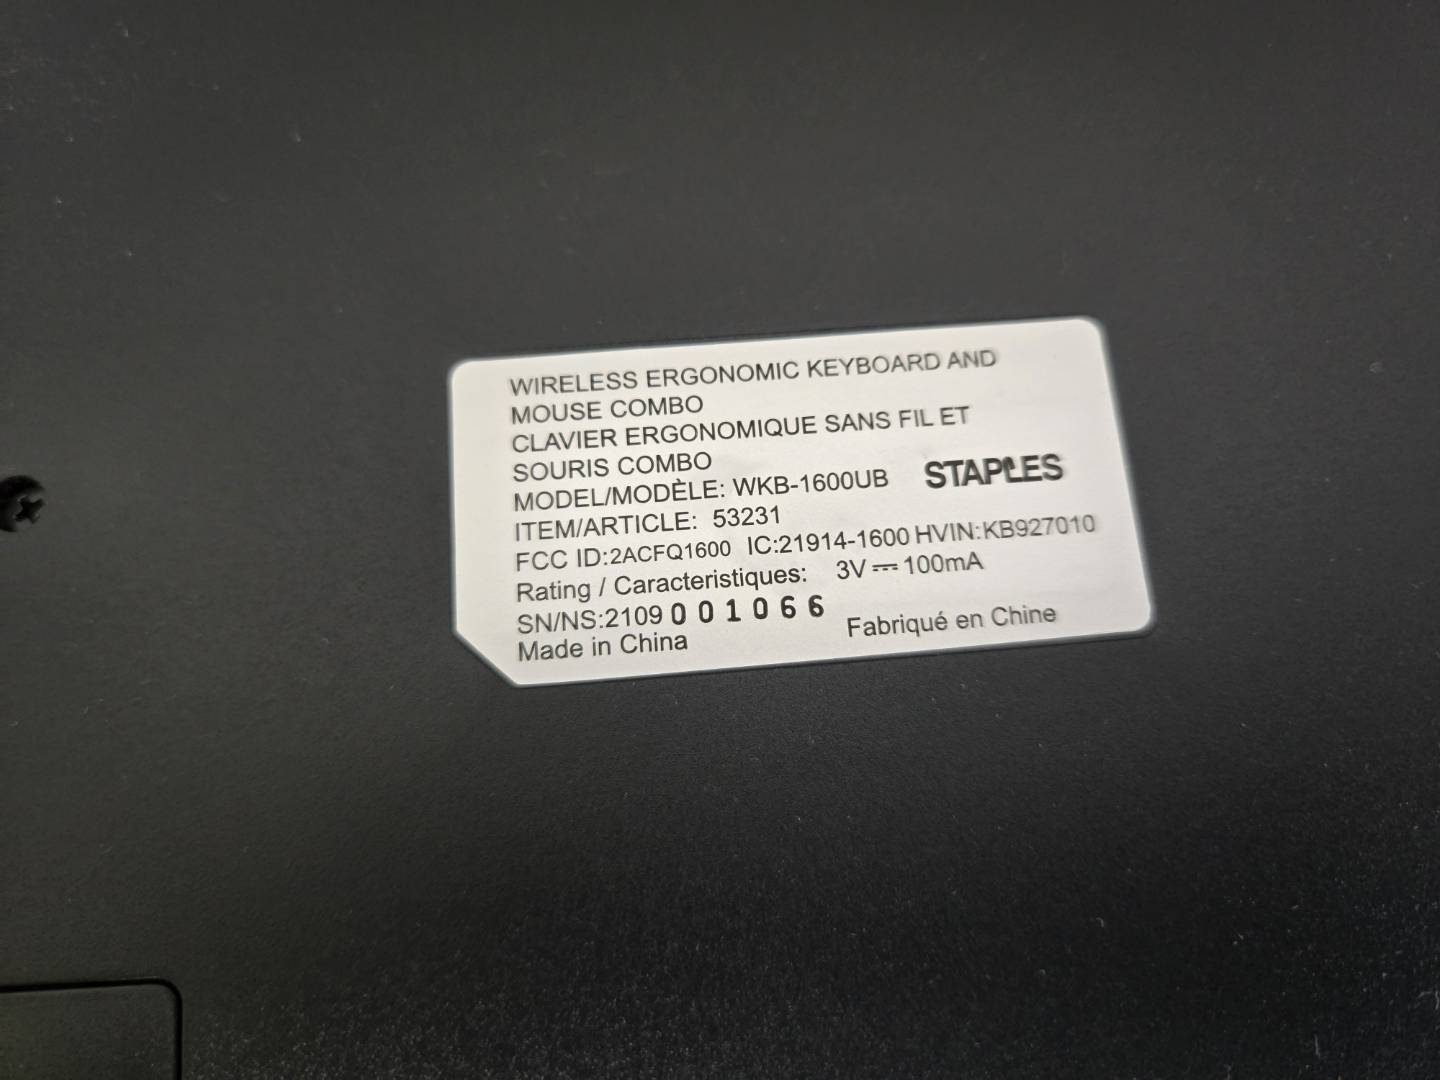 WIRELESS ERGONOMIC KEYBOARD AND
MOUSE COMBO
CLAVIER ERGONOMIQUE SANS FIL ET
SOURIS COMBO
MODEL/MODÈLE: WKB-1600UB STAPLES
ITEM/ARTICLE: 53231
FCC ID:2ACFQ1600 IC:21914-1600 HVIN:KB927010
Rating / Caracteristiques: 3V⎓100mA
SN/NS:2109001066
Made in China Fabriqué en Chine